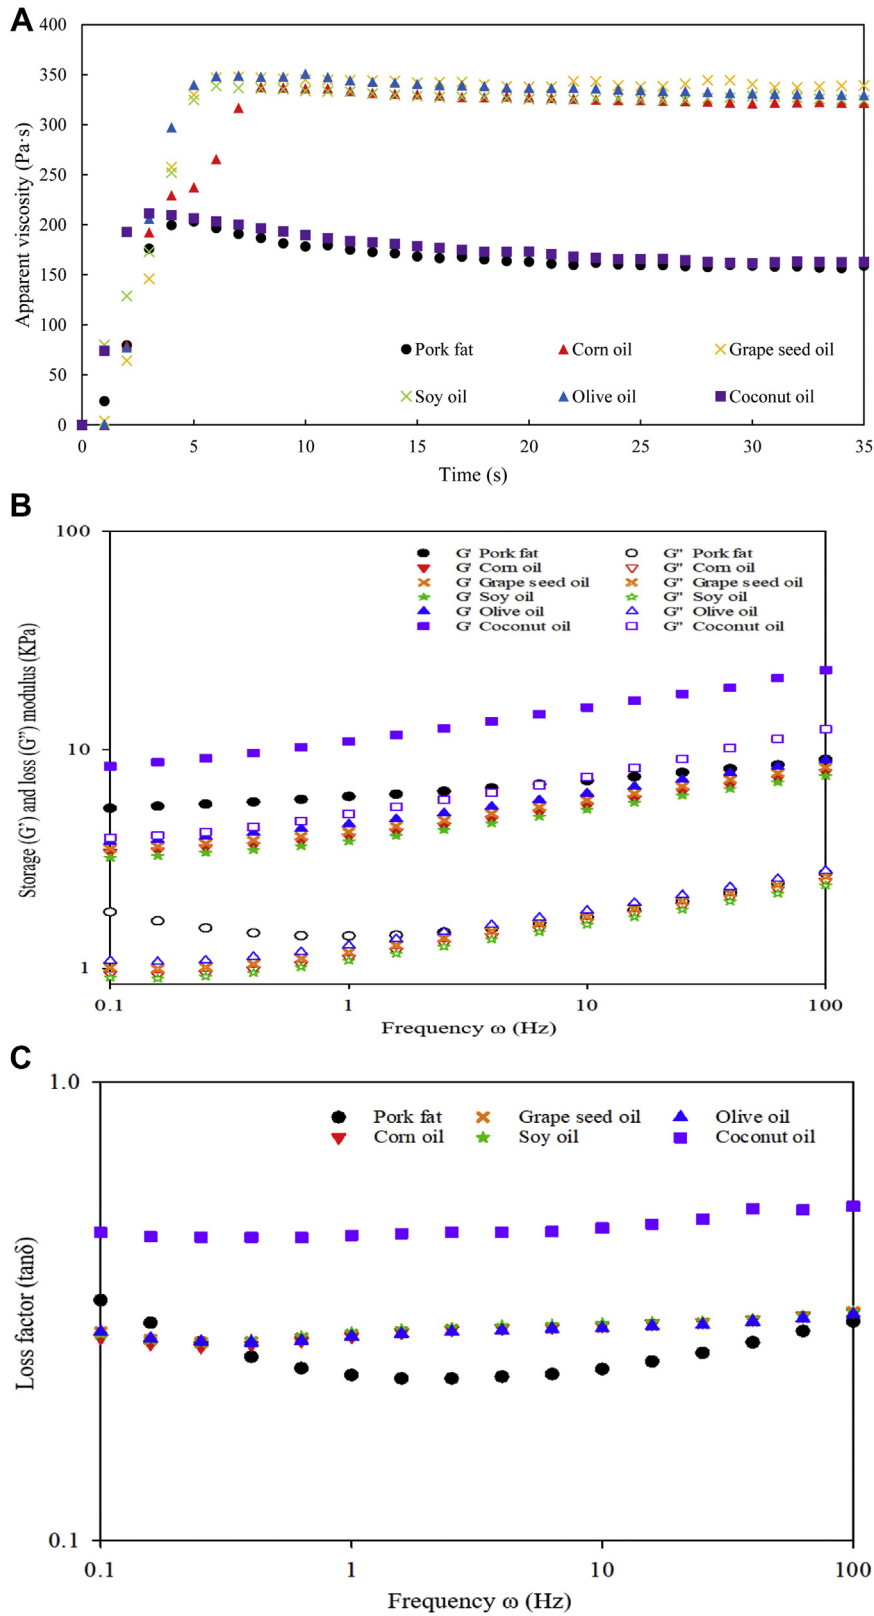 A
400
350
300
250
200
150
100
50
0
Apparent viscosity (Pa·s)
Pork fat Corn oil Grape seed oil
Soy oil Olive oil Coconut oil
0 5 10 15 20 25 30 35
Time (s)
B
100
10
1
Storage (G') and loss (G'') modulus (KPa)
G' Pork fat G'' Pork fat
G' Corn oil G'' Corn oil
G' Grape seed oil G'' Grape seed oil
G' Soy oil G'' Soy oil
G' Olive oil G'' Olive oil
G' Coconut oil G'' Coconut oil
0.1 1 10 100
Frequency ω (Hz)
C
1.0
0.1
Loss factor (tanδ)
Pork fat Grape seed oil Olive oil
Corn oil Soy oil Coconut oil
0.1 1 10 100
Frequency ω (Hz)